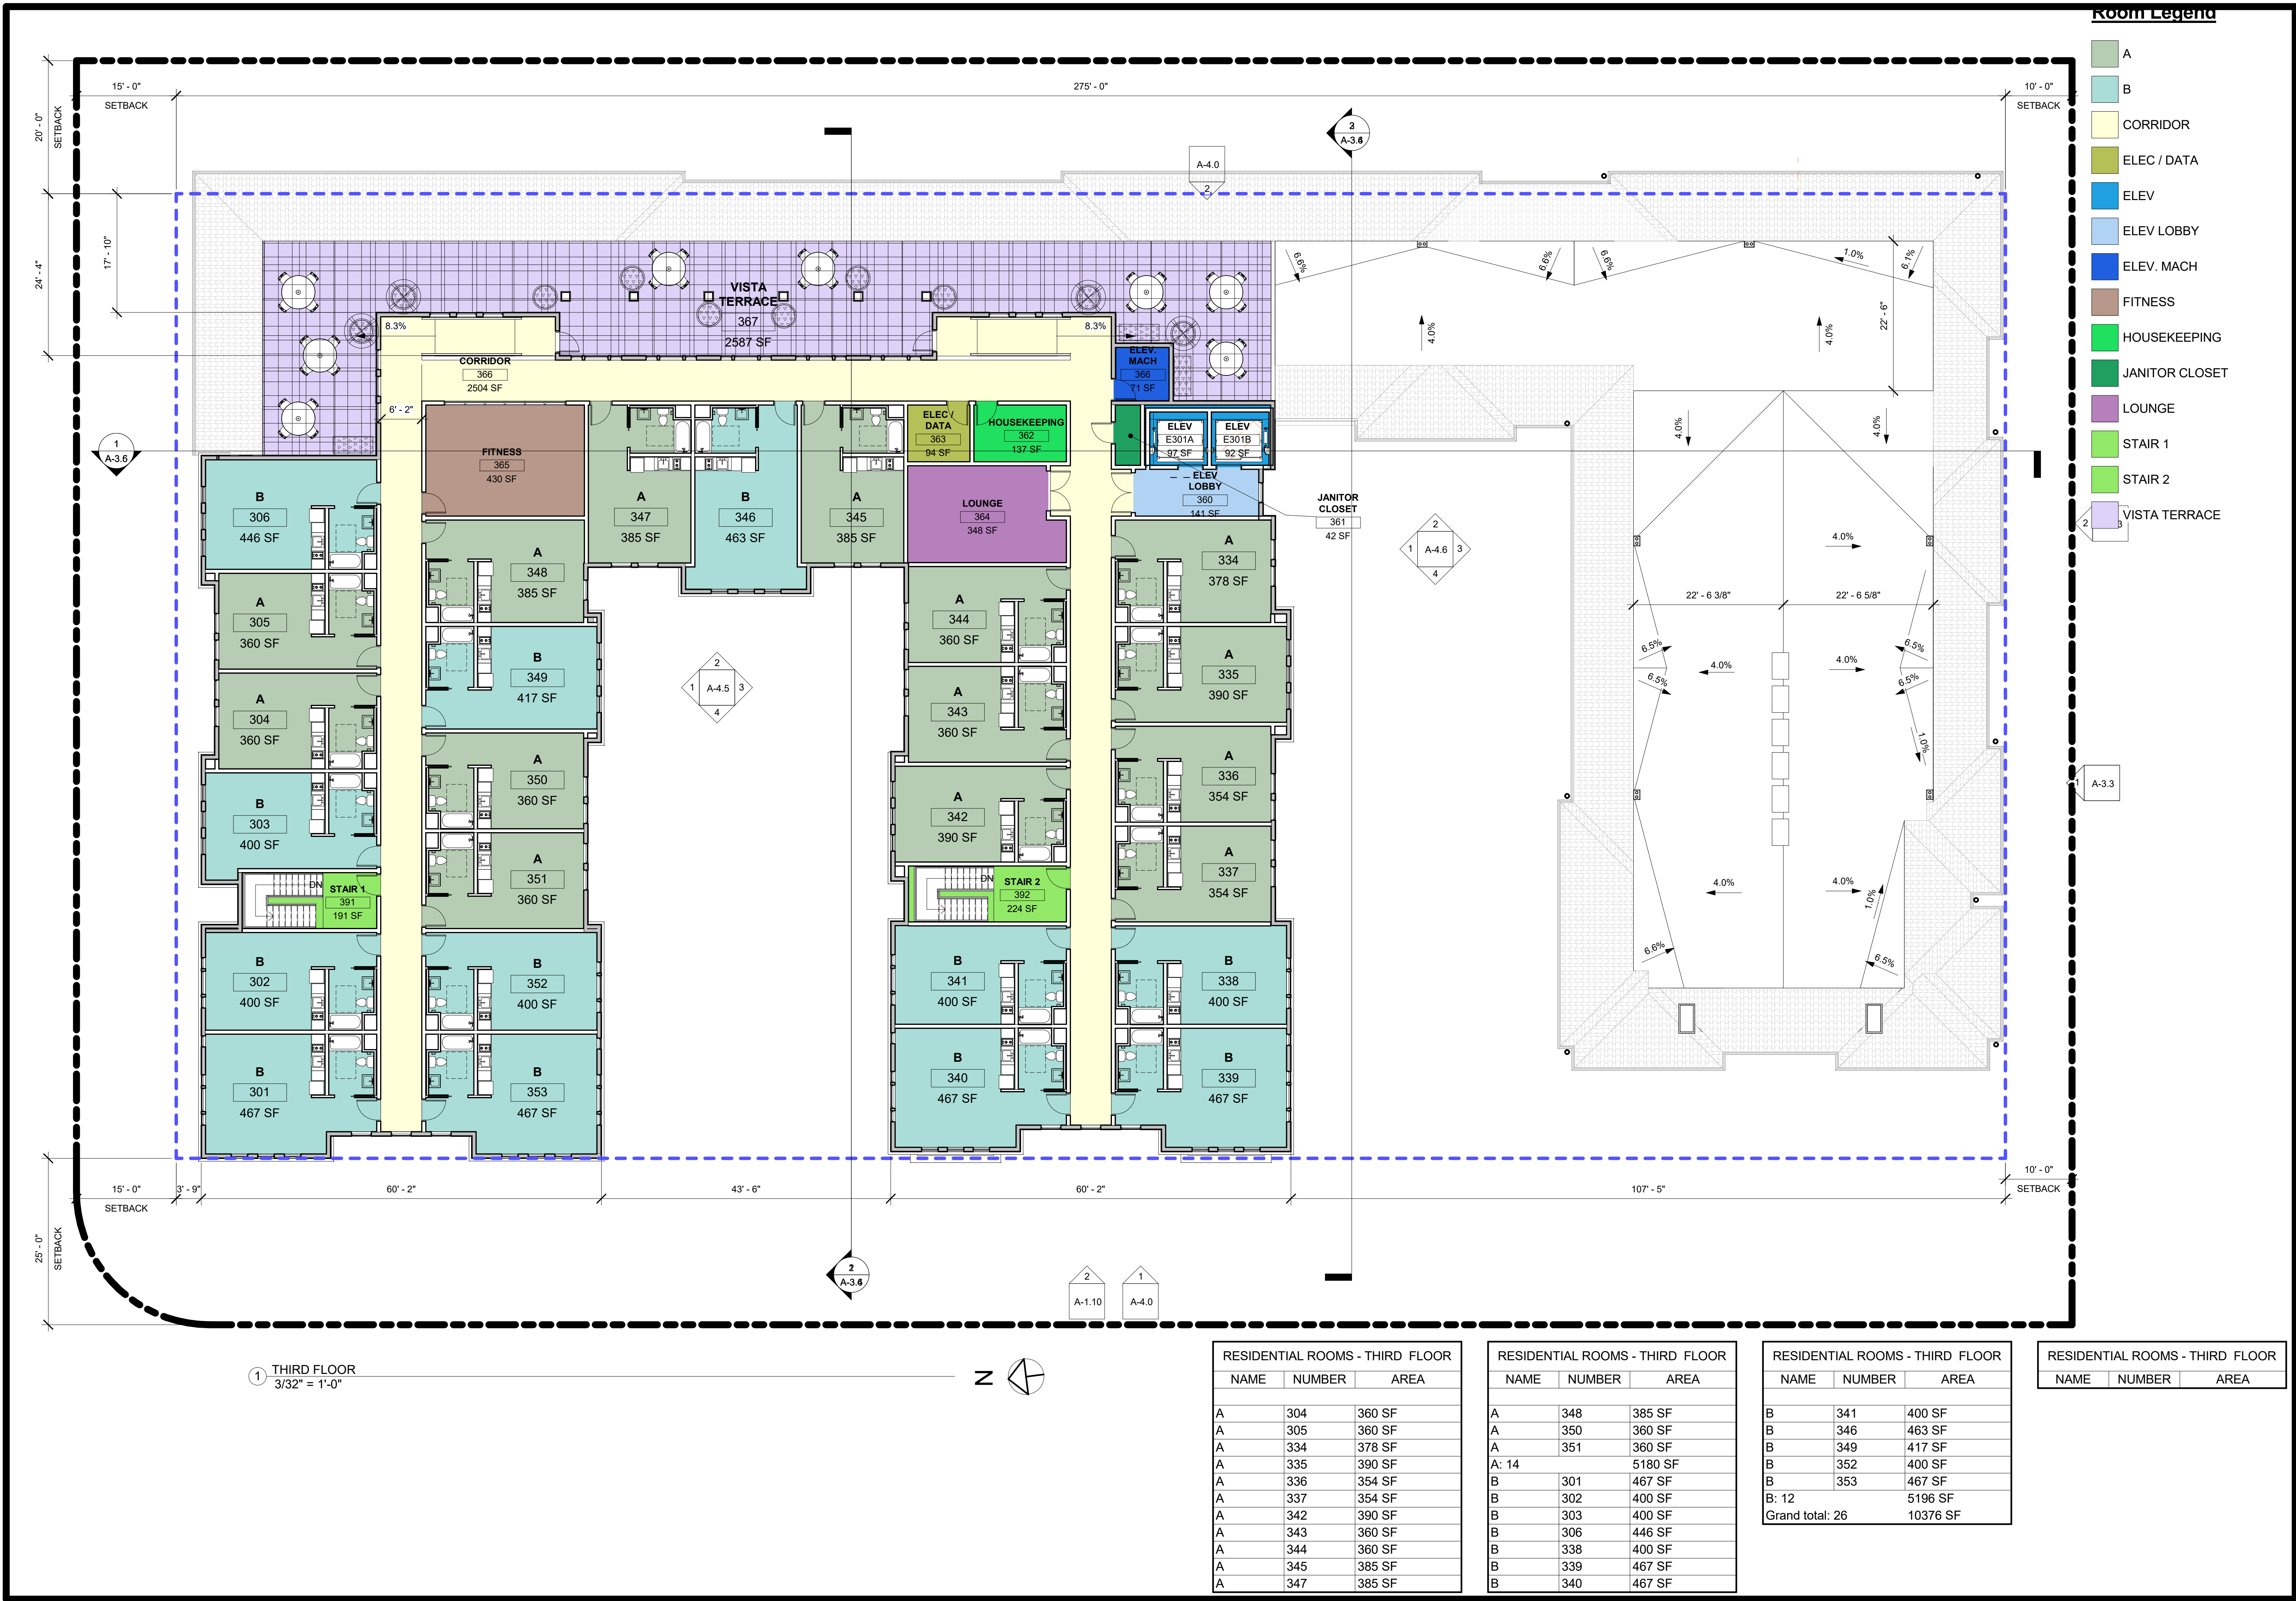 Room Legend
A
B
CORRIDOR
ELEC / DATA
ELEV
ELEV LOBBY
ELEV. MACH
FITNESS
HOUSEKEEPING
JANITOR CLOSET
LOUNGE
STAIR 1
STAIR 2
VISTA TERRACE
15' - 0"
SETBACK
275' - 0"
10' - 0"
SETBACK
20' - 0"
SETBACK
24' - 4"
17' - 10"
A-4.0
2
VISTA
TERRACE
367
2587 SF
8.3%
8.3%
CORRIDOR
366
2504 SF
6' - 2"
ELEV.
MACH
366
71 SF
1
A-3.6
FITNESS
365
430 SF
ELEC /
DATA
363
94 SF
HOUSEKEEPING
362
137 SF
ELEV
E301A
97 SF
ELEV
E301B
92 SF
ELEV
LOBBY
360
141 SF
JANITOR
CLOSET
361
42 SF
LOUNGE
364
348 SF
A
347
385 SF
B
346
463 SF
A
345
385 SF
B
306
446 SF
A
305
360 SF
A
304
360 SF
B
303
400 SF
DN
STAIR 1
391
191 SF
B
302
400 SF
B
301
467 SF
A
348
385 SF
B
349
417 SF
A
350
360 SF
A
351
360 SF
B
352
400 SF
B
353
467 SF
2
1 A-4.5 3
4
A
344
360 SF
A
343
360 SF
A
342
390 SF
DN
STAIR 2
392
224 SF
B
341
400 SF
B
340
467 SF
A
334
378 SF
A
335
390 SF
A
336
354 SF
A
337
354 SF
B
338
400 SF
B
339
467 SF
2
1 A-4.6 3
4
6.6%
6.6%
6.6%
1.0%
6.1%
4.0%
4.0%
22' - 6"
4.0%
4.0%
4.0%
22' - 6 3/8"
22' - 6 5/8"
6.5%
6.5%
4.0%
4.0%
6.5%
6.5%
1.0%
4.0%
4.0%
1.0%
6.6%
6.5%
2
3
1
A-3.3
15' - 0"
SETBACK
3' - 9"
60' - 2"
43' - 6"
60' - 2"
107' - 5"
10' - 0"
SETBACK
25' - 0"
SETBACK
2
A-1.10
1
A-4.0
1
THIRD FLOOR
3/32" = 1'-0"
N
RESIDENTIAL ROOMS - THIRD FLOOR
NAME NUMBER AREA
A 304 360 SF
A 305 360 SF
A 334 378 SF
A 335 390 SF
A 336 354 SF
A 337 354 SF
A 342 390 SF
A 343 360 SF
A 344 360 SF
A 345 385 SF
A 347 385 SF
RESIDENTIAL ROOMS - THIRD FLOOR
NAME NUMBER AREA
A 348 385 SF
A 350 360 SF
A 351 360 SF
A: 14 5180 SF
B 301 467 SF
B 302 400 SF
B 303 400 SF
B 306 446 SF
B 338 400 SF
B 339 467 SF
B 340 467 SF
RESIDENTIAL ROOMS - THIRD FLOOR
NAME NUMBER AREA
B 341 400 SF
B 346 463 SF
B 349 417 SF
B 352 400 SF
B 353 467 SF
B: 12 5196 SF
Grand total: 26 10376 SF
RESIDENTIAL ROOMS - THIRD FLOOR
NAME NUMBER AREA